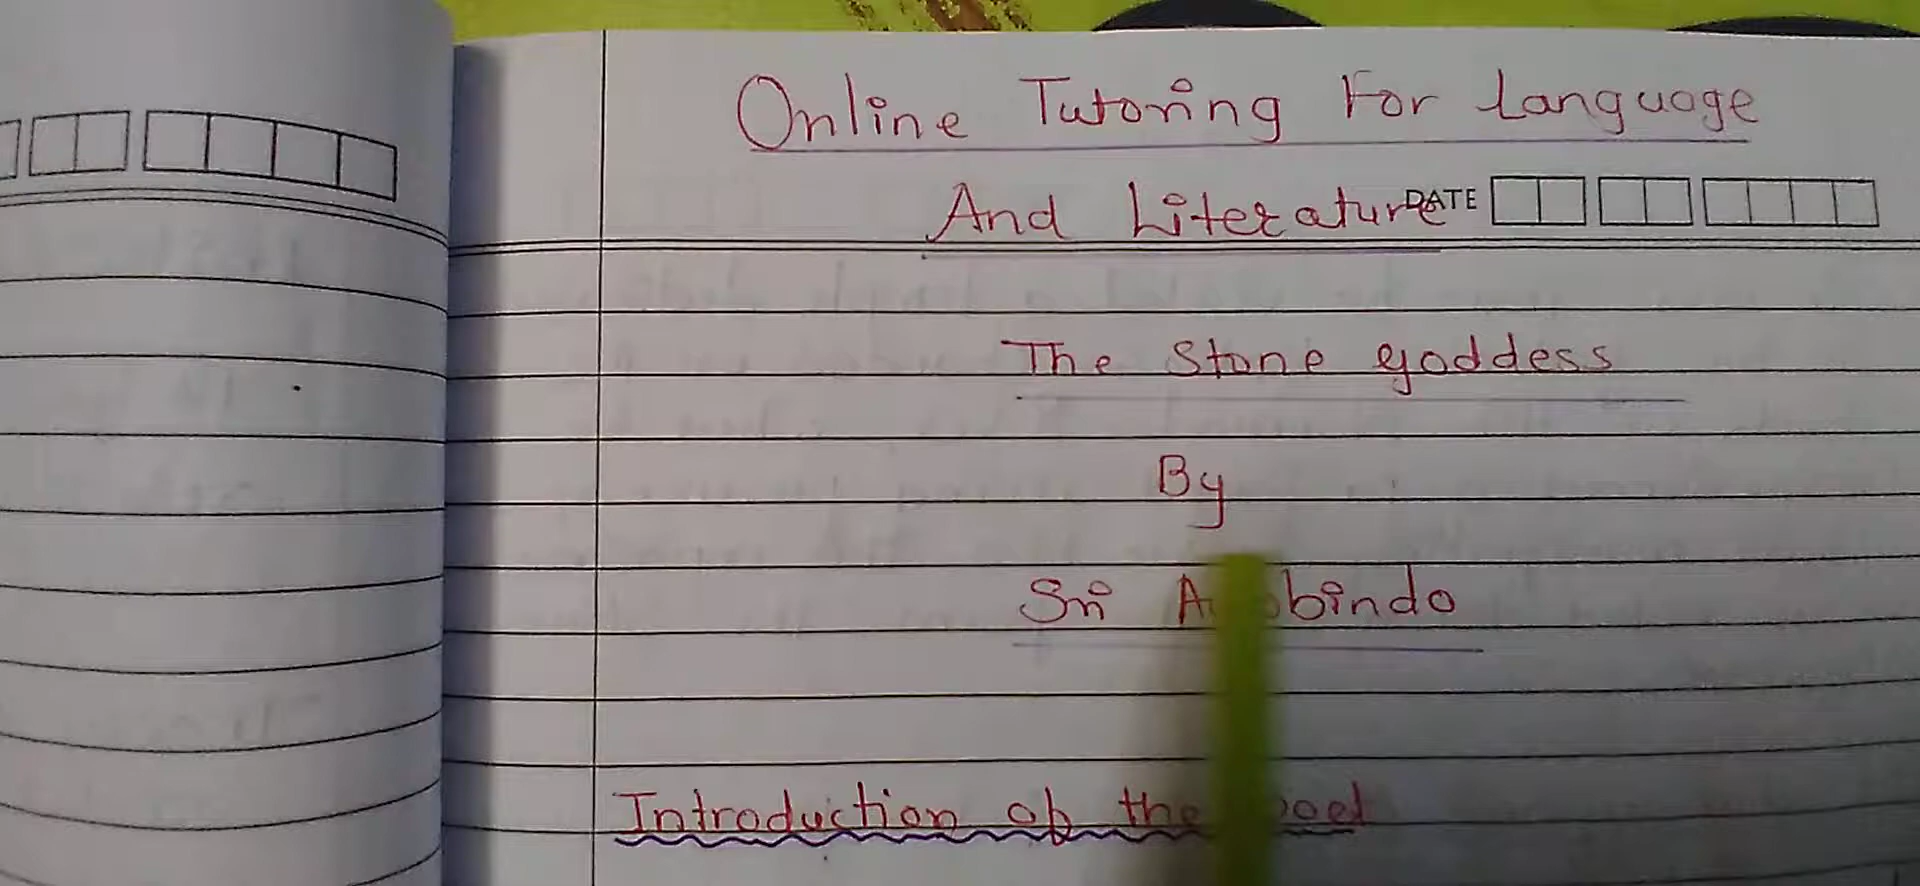 Online Tutoring For Language
And Literature
DATE
The Stone goddess
By
Sri
Introduction of the